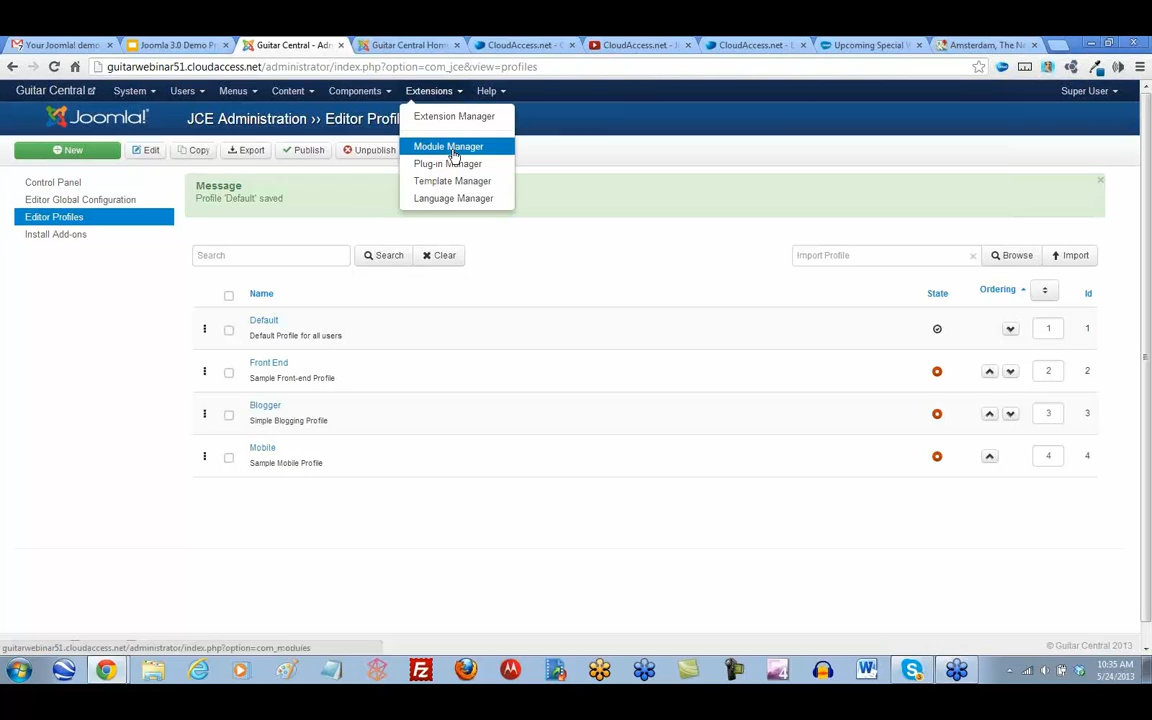 Your Joomla! demo
Joomla 3.0 Demo P
Guitar Central - Adm
Guitar Central Hom
CloudAccess.net - C
CloudAccess.net - J
CloudAccess.net - L
Upcoming Special W
Amsterdam, The Ne
guitarwebinar51.cloudaccess.net/administrator/index.php?option=com_jce&view=profiles
Guitar Central
System
Users
Menus
Content
Components
Extensions
Help
Super User
Joomla!
JCE Administration ›› Editor Profil
Extension Manager
Module Manager
Plug-in Manager
Template Manager
Language Manager
New
Edit
Copy
Export
Publish
Unpublish
Control Panel
Editor Global Configuration
Editor Profiles
Install Add-ons
Message
Profile 'Default' saved
Search
Search
Clear
Import Profile
Browse
Import
Name
State
Ordering
Id
Default
Default Profile for all users
1
1
Front End
Sample Front-end Profile
2
2
Blogger
Simple Blogging Profile
3
3
Mobile
Sample Mobile Profile
4
4
© Guitar Central 2013
guitarwebinar51.cloudaccess.net/administrator/index.php?option=com_modules
10:35 AM
5/24/2013